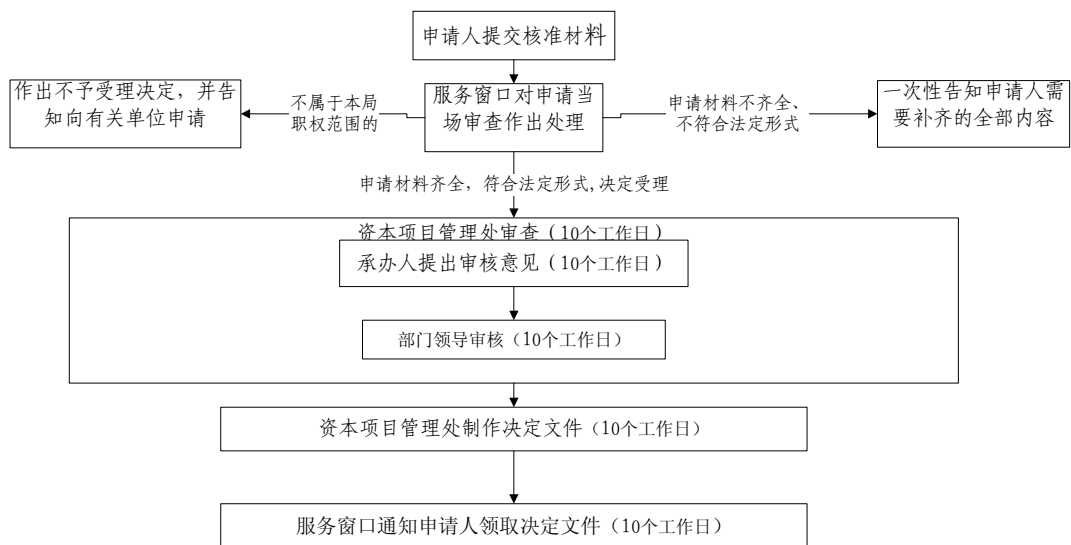 申请人提交核准材料
作出不予受理决定，并告
知向有关单位申请
不属于本局
职权范围的
服务窗口对申请当
场审查作出处理
申请材料不齐全、
不符合法定形式
一次性告知申请人需
要补齐的全部内容
申请材料齐全，符合法定形式,决定受理
资本项目管理处审查（10个工作日）
承办人提出审核意见（10个工作日）
部门领导审核（10个工作日）
资本项目管理处制作决定文件（10个工作日）
服务窗口通知申请人领取决定文件（10个工作日）